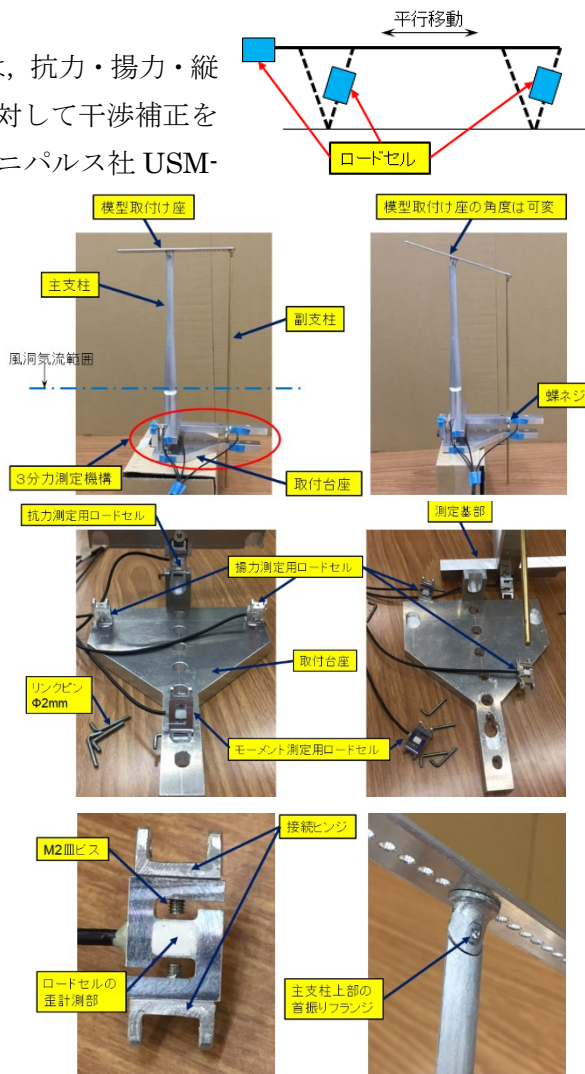 は，抗力・揚力・縦
対して干渉補正を
ニパルス社 USM-
平行移動
ロードセル
模型取付け座
模型取付け座の角度は可変
主支柱
副支柱
風洞気流範囲
蝶ネジ
3分力測定機構
取付台座
抗力測定用ロードセル
測定基部
揚力測定用ロードセル
取付台座
リンクピン
Φ2mm
モーメント測定用ロードセル
接続ヒンジ
M2皿ビス
ロードセルの
歪計測部
主支柱上部の
首振りフランジ